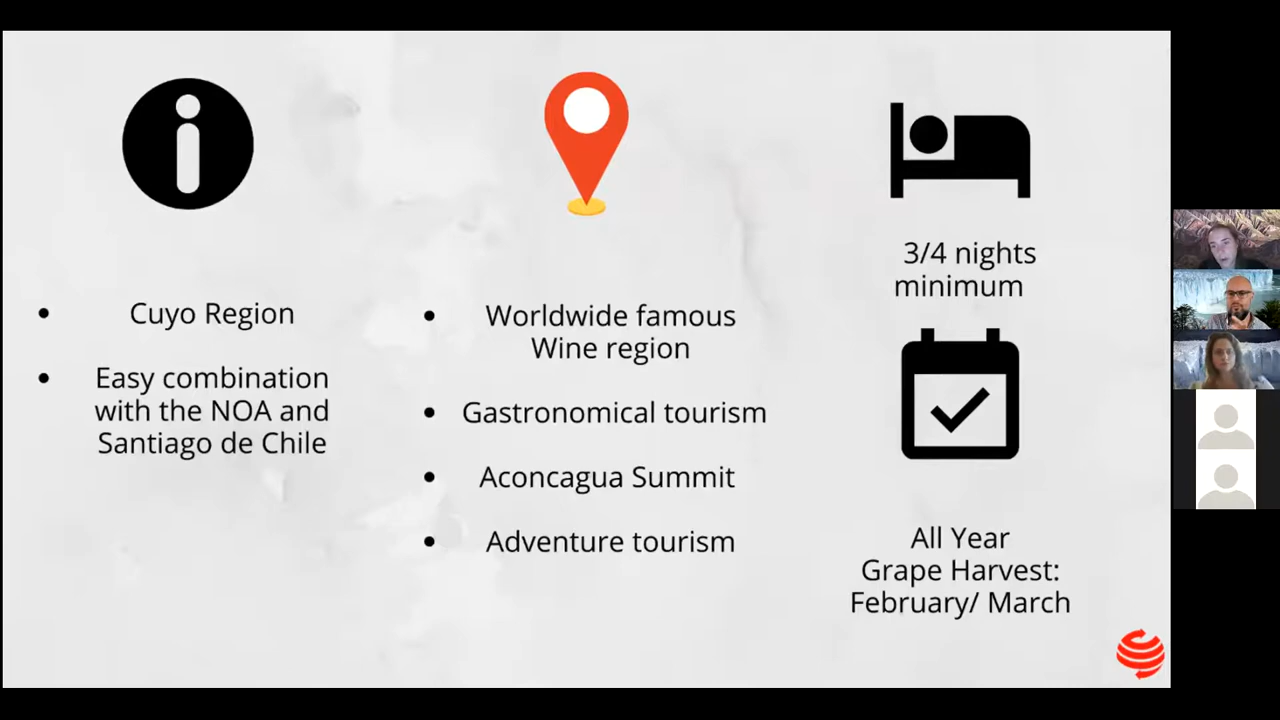 Cuyo Region
Easy combination
with the NOA and
Santiago de Chile
Worldwide famous
Wine region
Gastronomical tourism
Aconcagua Summit
Adventure tourism
3/4 nights
minimum
All Year
Grape Harvest:
February/ March